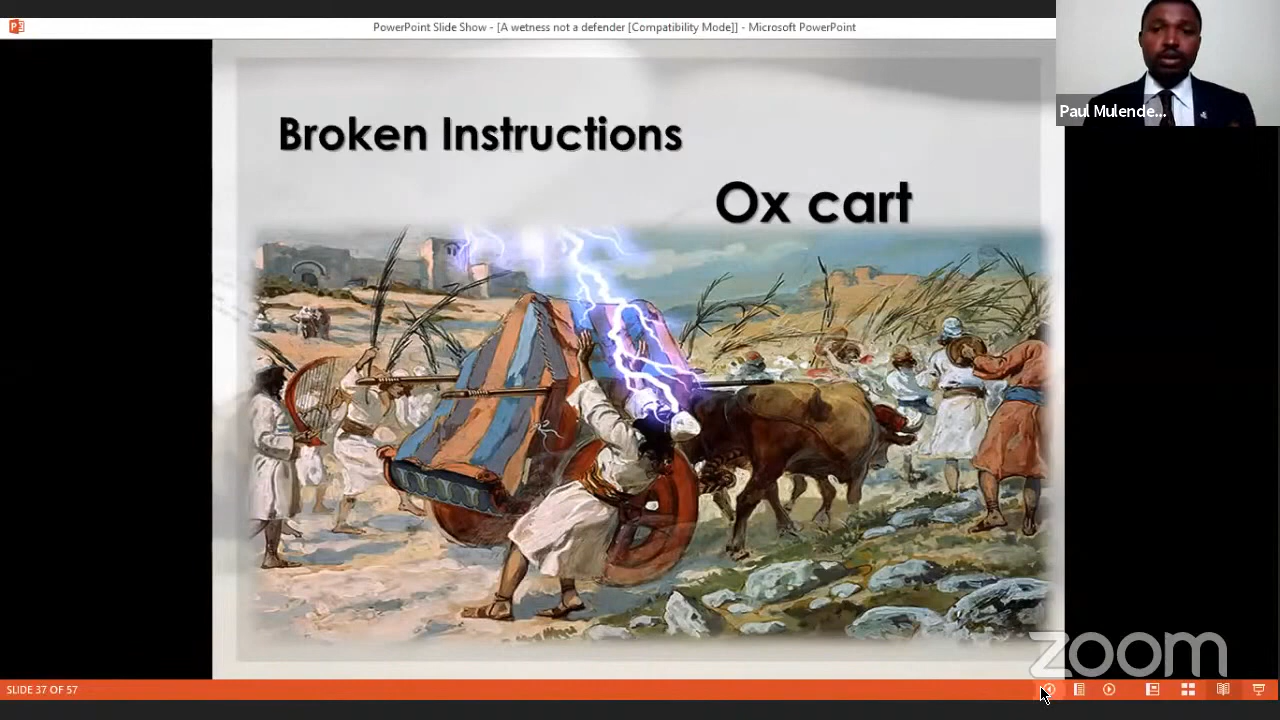 PowerPoint Slide Show - [A wetness not a defender [Compatibility Mode]] - Microsoft PowerPoint
Paul Mulende...
Broken Instructions
Ox cart
zoom
SLIDE 37 OF 57